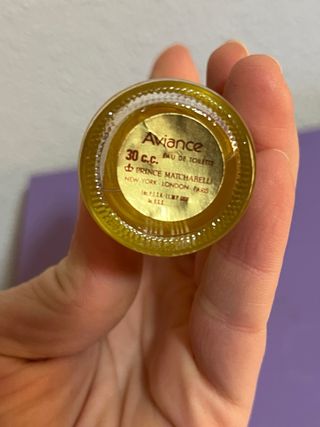 Aviance
30 c.c. EAU DE TOILETTE
PRINCE MATCHABELLI
NEW YORK · LONDON · PARIS